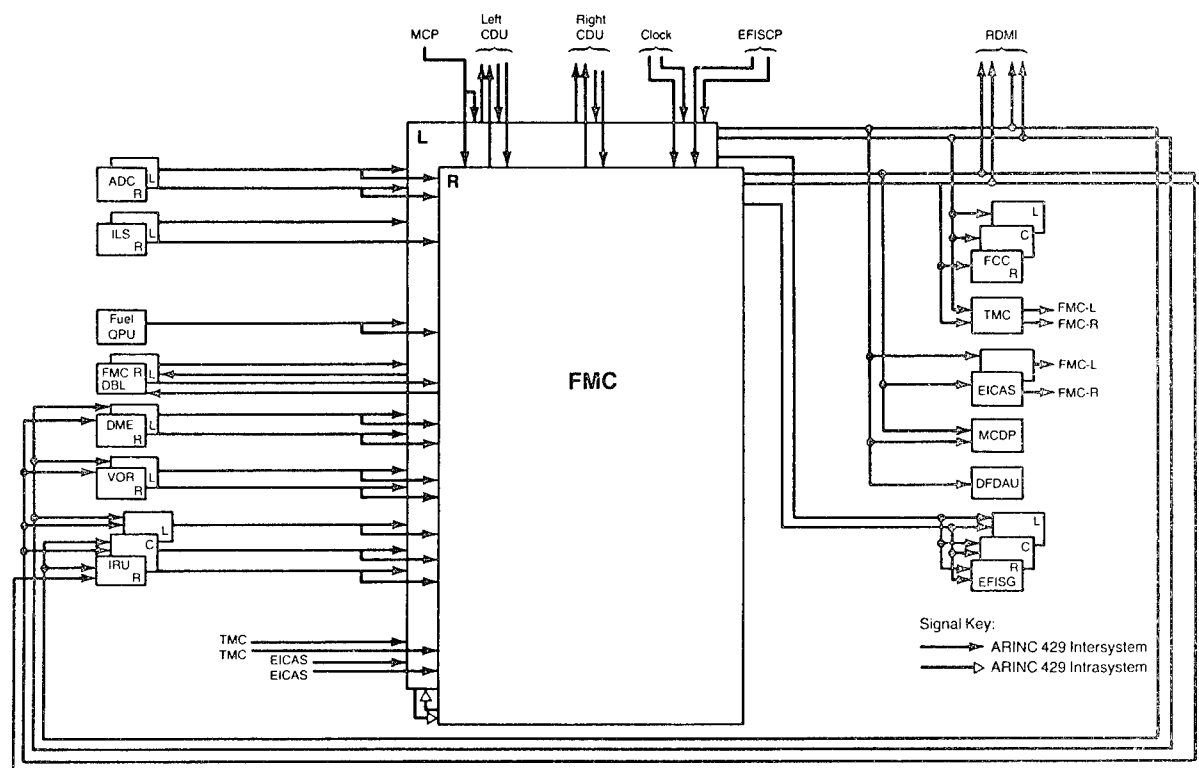 MCP
Left
CDU
Right
CDU
Clock
EFISCP
RDMI
L
R
ADC
L
R
ILS
L
R
Fuel
QPU
FMC R
L
DBL
DME
L
R
VOR
L
R
L
C
IRU
R
TMC
TMC
EICAS
EICAS
FMC
L
C
FCC
R
TMC
FMC-L
FMC-R
EICAS
FMC-L
FMC-R
MCDP
DFDAU
L
C
R
EFISG
Signal Key:
ARINC 429 Intersystem
ARINC 429 Intrasystem